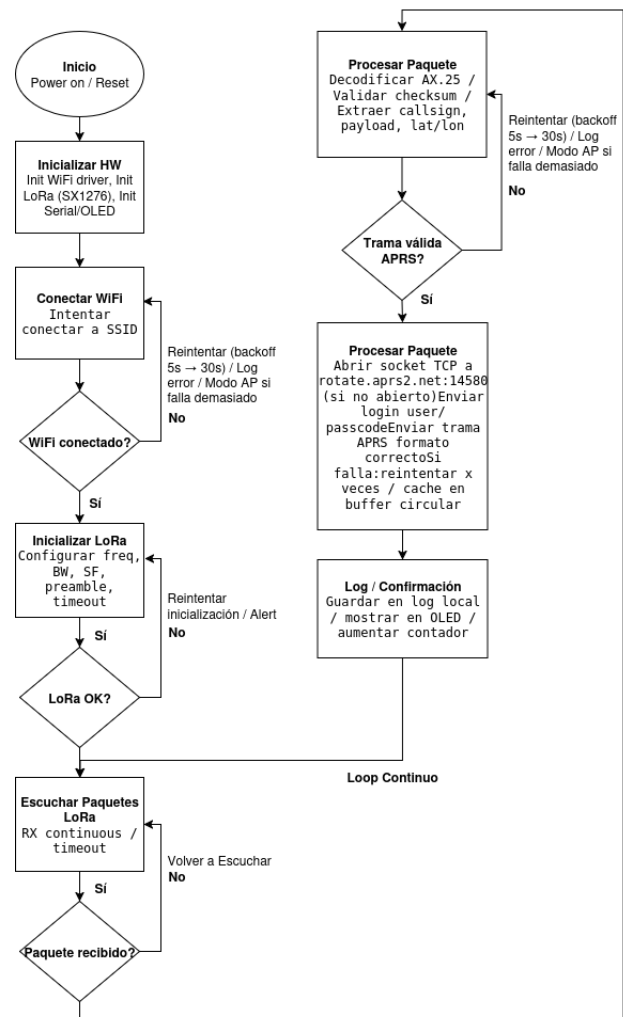 Inicio
Power on / Reset
Inicializar HW
Init WiFi driver, Init
LoRa (SX1276), Init
Serial/OLED
Conectar WiFi
Intentar
conectar a SSID
Reintentar (backoff
5s → 30s) / Log
error / Modo AP si
falla demasiado
No
WiFi conectado?
Sí
Inicializar LoRa
Configurar freq,
BW, SF,
preamble,
timeout
Reintentar
inicialización / Alert
No
Sí
LoRa OK?
Escuchar Paquetes
LoRa
RX continuous /
timeout
Volver a Escuchar
No
Sí
Paquete recibido?
Procesar Paquete
Decodificar AX.25 /
Validar checksum /
Extraer callsign,
payload, lat/lon
Reintentar (backoff
5s → 30s) / Log
error / Modo AP si
falla demasiado
No
Trama válida
APRS?
Sí
Procesar Paquete
Abrir socket TCP a
rotate.aprs2.net:14580
(si no abierto)Enviar
login user/
passcodeEnviar trama
APRS formato
correctoSi
falla:reintentar x
veces / cache en
buffer circular
Log / Confirmación
Guardar en log local
/ mostrar en OLED /
aumentar contador
Loop Continuo